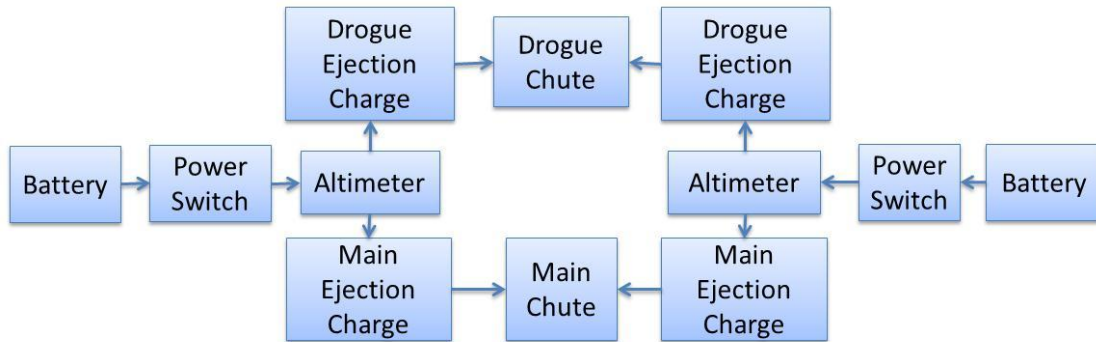 Drogue
Ejection
Charge
Drogue
Chute
Drogue
Ejection
Charge
Battery
Power
Switch
Altimeter
Altimeter
Power
Switch
Battery
Main
Ejection
Charge
Main
Chute
Main
Ejection
Charge